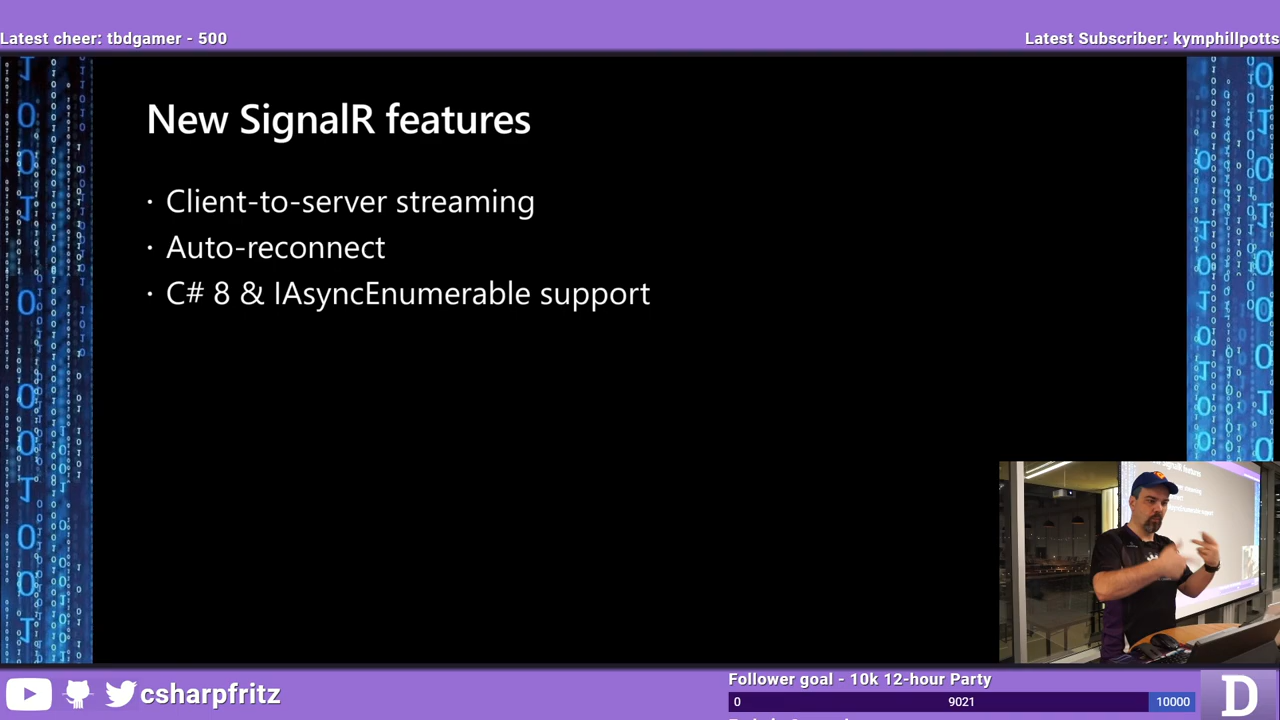 Latest cheer: tbdgamer - 500
Latest Subscriber: kymphillpotts
New SignalR features
· Client-to-server streaming
· Auto-reconnect
· C# 8 & IAsyncEnumerable support
csharpfritz
Follower goal - 10k 12-hour Party
0 9021 10000
D